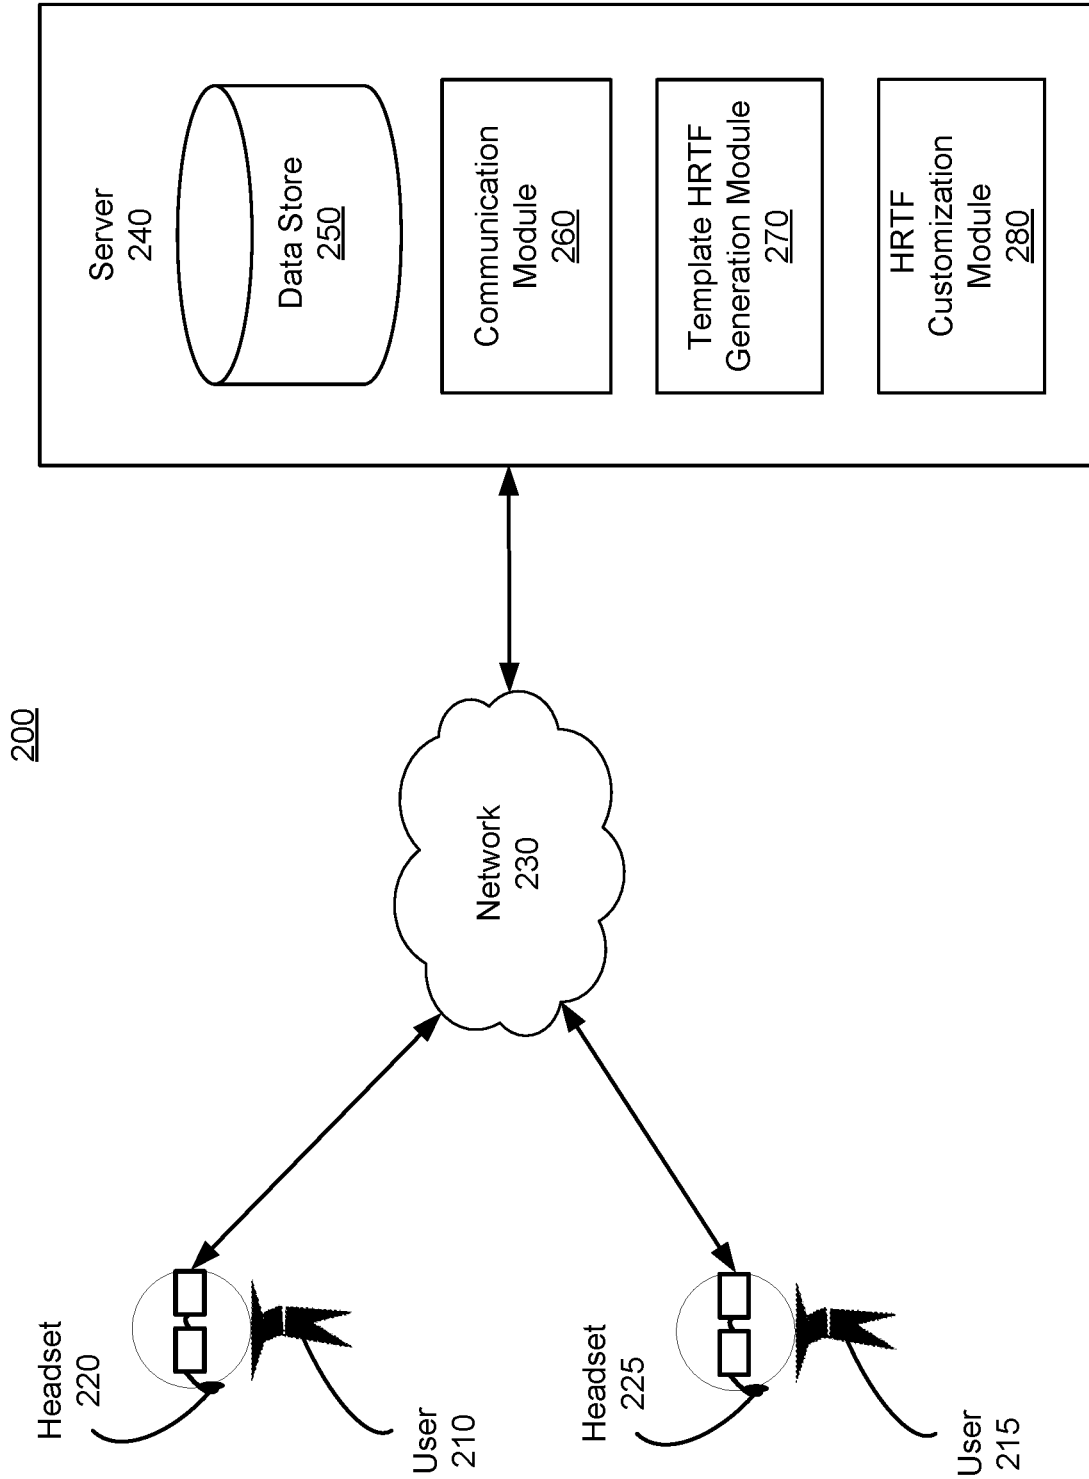 200
Headset
220
User
210
Headset
225
User
215
Network
230
Server
240
Data Store
250
Communication
Module
260
Template HRTF
Generation Module
270
HRTF
Customization
Module
280